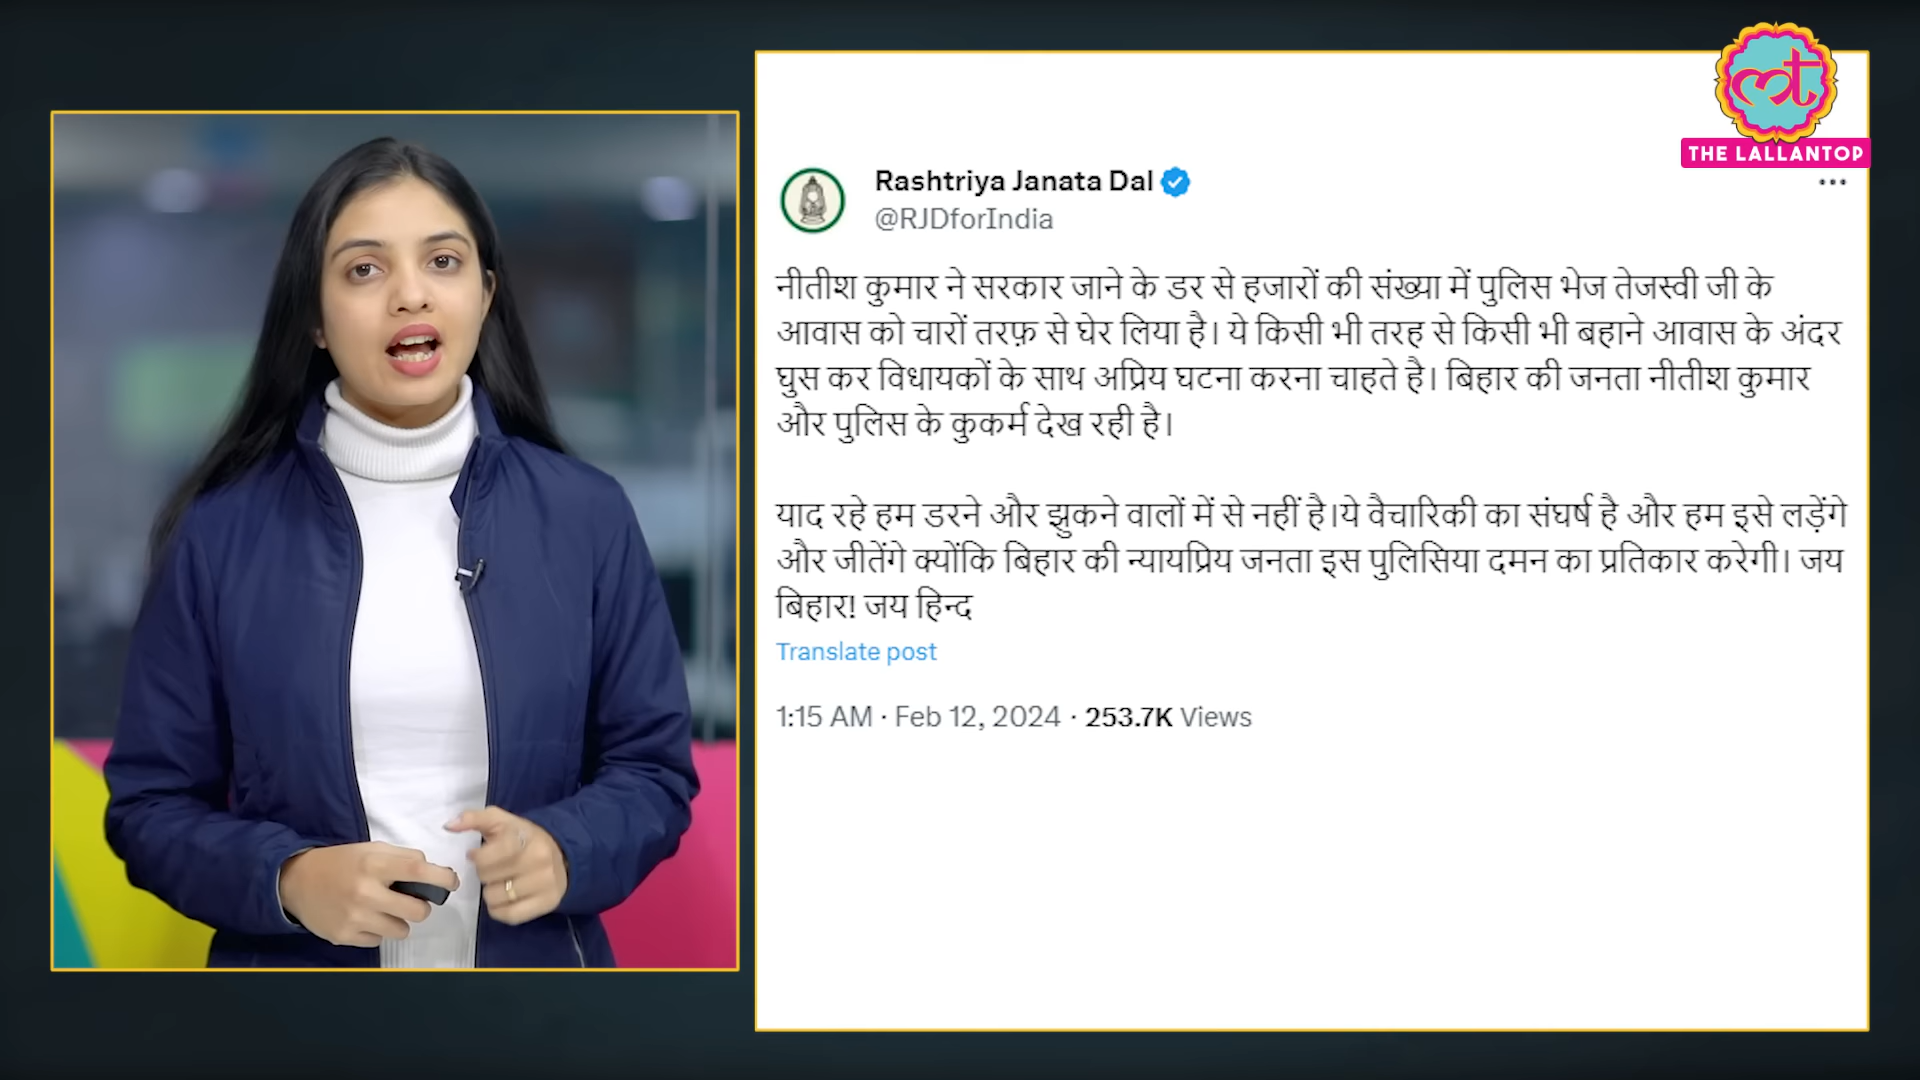 THE LALLANTOP
Rashtriya Janata Dal
@RJDforIndia
नीतीश कुमार ने सरकार जाने के डर से हजारों की संख्या में पुलिस भेज तेजस्वी जी के
आवास को चारों तरफ़ से घेर लिया है। ये किसी भी तरह से किसी भी बहाने आवास के अंदर
घुस कर विधायकों के साथ अप्रिय घटना करना चाहते है। बिहार की जनता नीतीश कुमार
और पुलिस के कुकर्म देख रही है।
याद रहे हम डरने और झुकने वालों में से नहीं है।ये वैचारिकी का संघर्ष है और हम इसे लड़ेंगे
और जीतेंगे क्योंकि बिहार की न्यायप्रिय जनता इस पुलिसिया दमन का प्रतिकार करेगी। जय
बिहार! जय हिन्द
Translate post
1:15 AM · Feb 12, 2024 · 253.7K Views